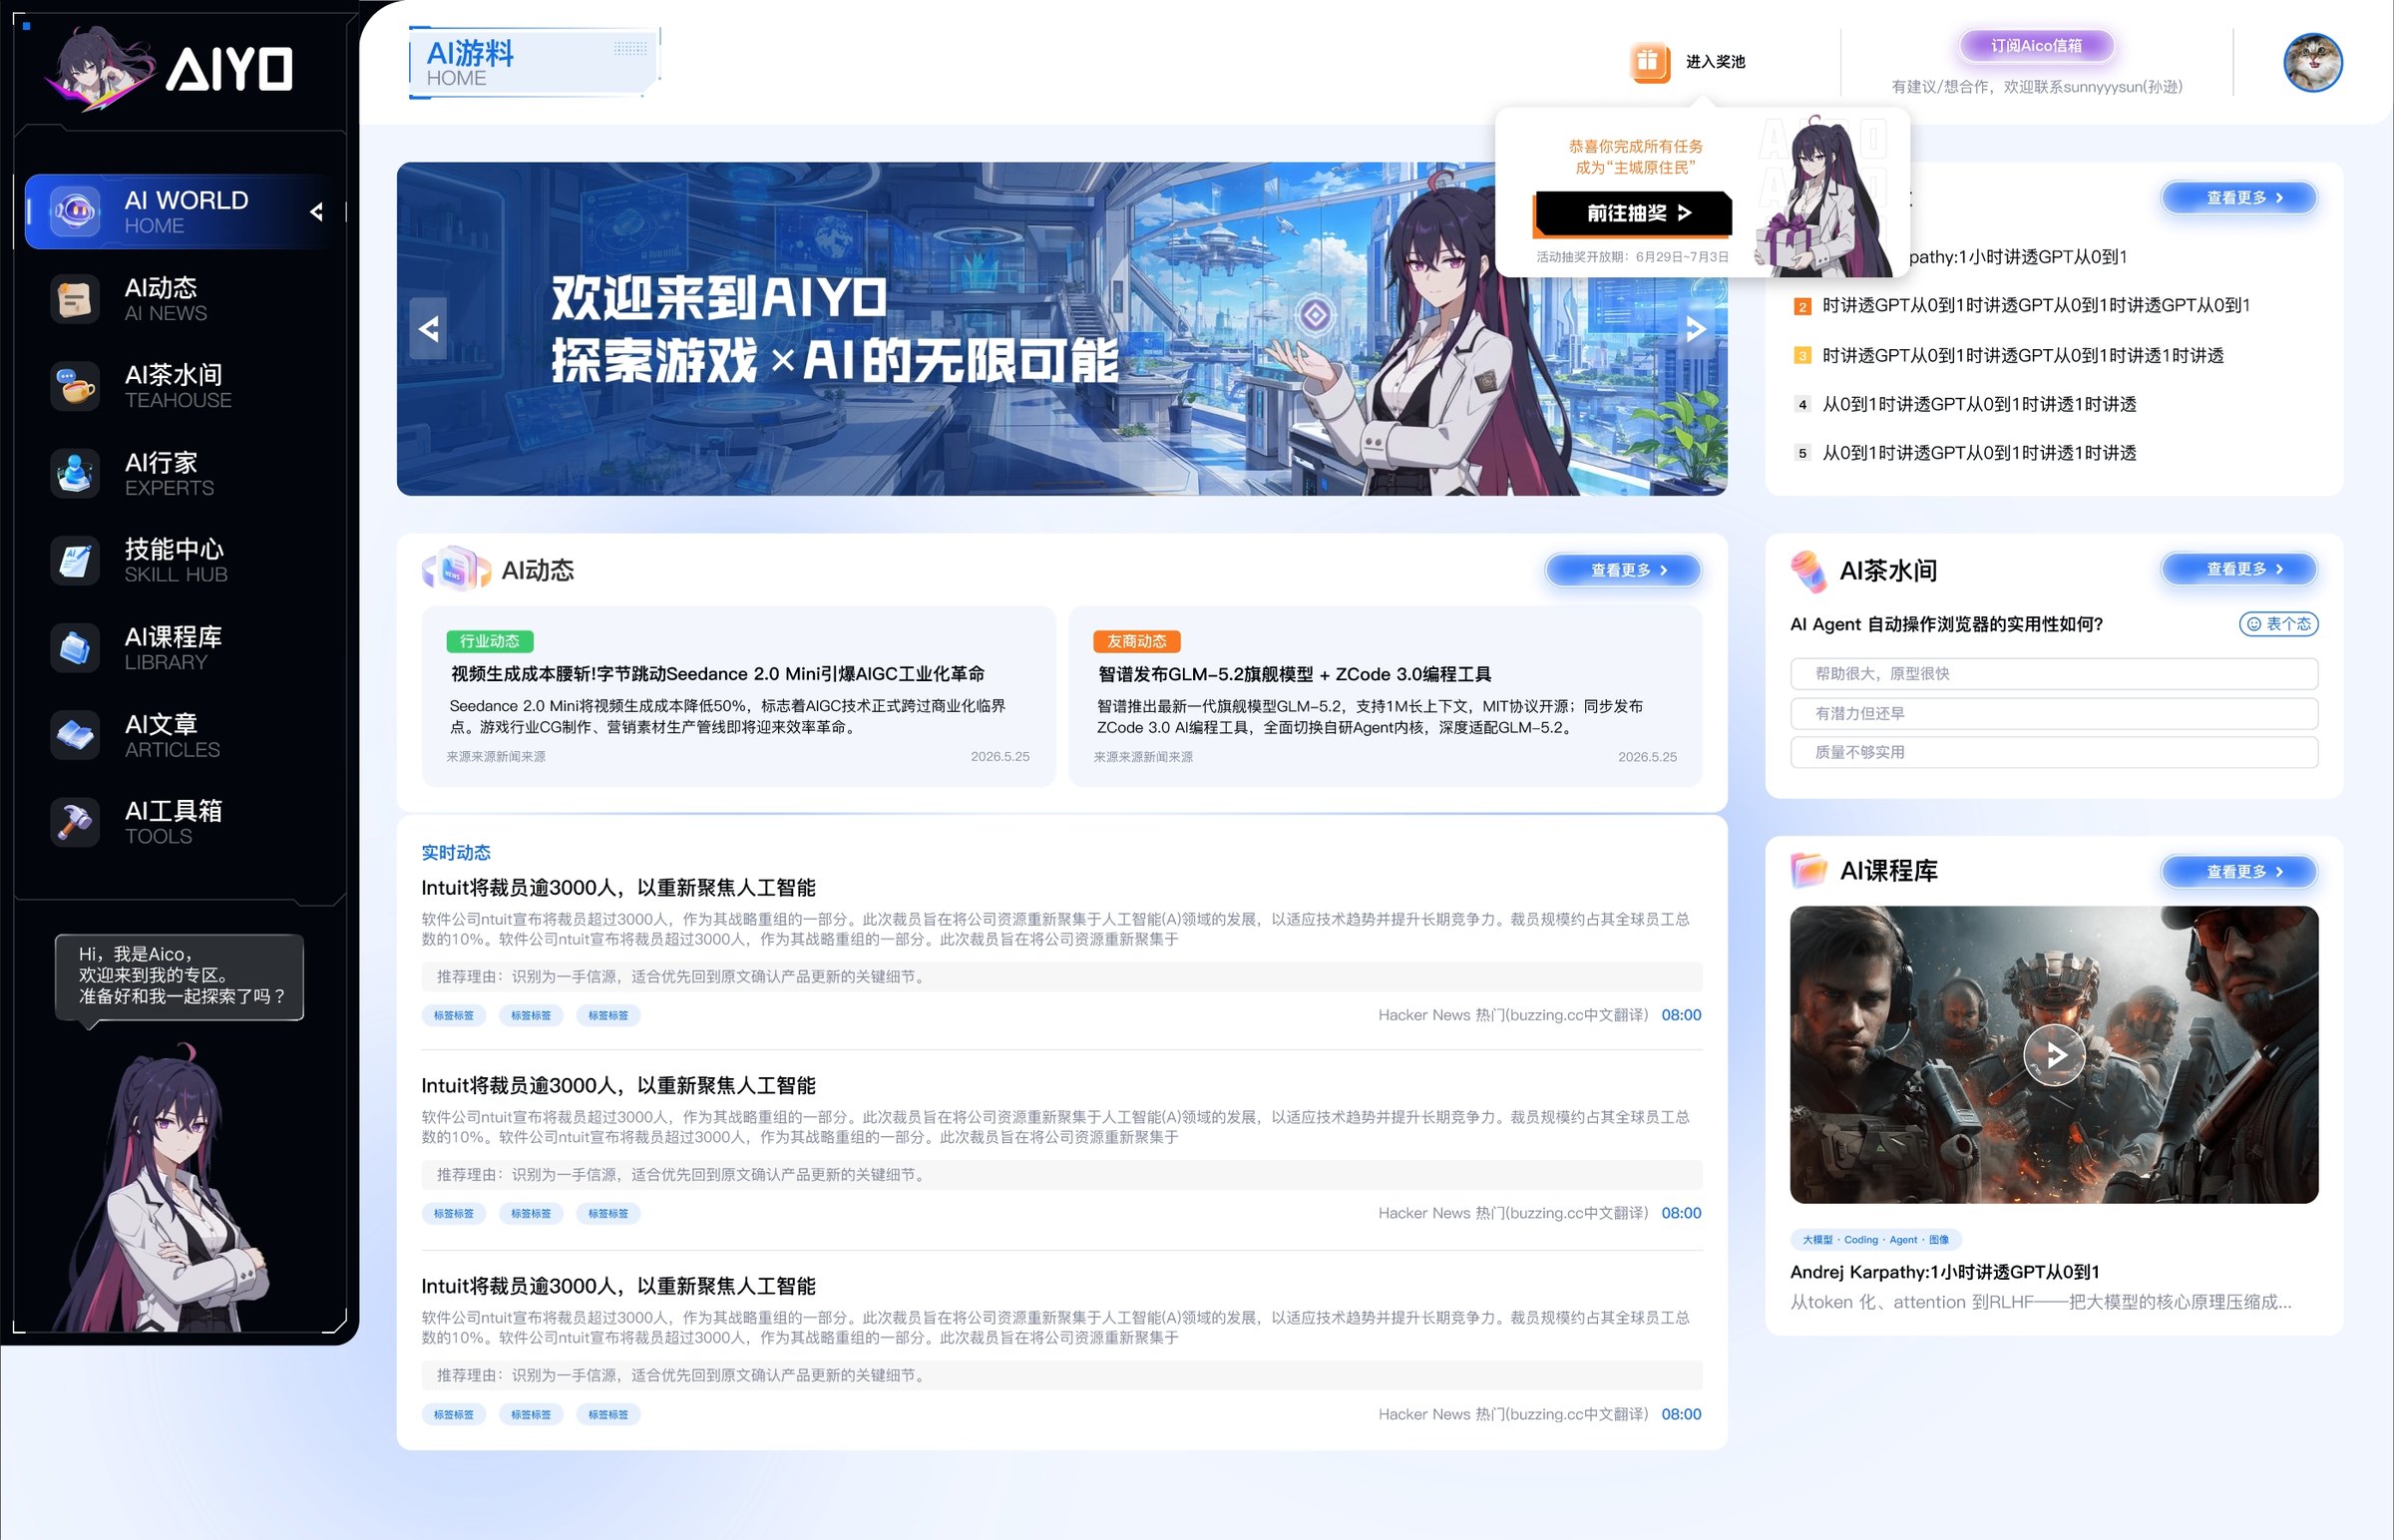 AIYO
AI WORLD
HOME
AI动态
AI NEWS
AI茶水间
TEAHOUSE
AI行家
EXPERTS
技能中心
SKILL HUB
AI课程库
LIBRARY
AI文章
ARTICLES
AI工具箱
TOOLS
Hi，我是Aico，
欢迎来到我的专区。
准备好和我一起探索了吗？
AI游料
HOME
进入奖池
订阅Aico信箱
有建议/想合作，欢迎联系sunnyyysun(孙逊)
恭喜你完成所有任务
成为“主城原住民”
前往抽奖
活动抽奖开放期：6月29日~7月3日
欢迎来到AIYO
探索游戏×AI的无限可能
查看更多
pathy:1小时讲透GPT从0到1
2 时讲透GPT从0到1时讲透GPT从0到1时讲透GPT从0到1
3 时讲透GPT从0到1时讲透GPT从0到1时讲透1时讲透
4 从0到1时讲透GPT从0到1时讲透1时讲透
5 从0到1时讲透GPT从0到1时讲透1时讲透
NEWS
AI动态
查看更多
行业动态
视频生成成本腰斩!字节跳动Seedance 2.0 Mini引爆AIGC工业化革命
Seedance 2.0 Mini将视频生成成本降低50%，标志着AIGC技术正式跨过商业化临界
点。游戏行业CG制作、营销素材生产管线即将迎来效率革命。
来源来源新闻来源 2026.5.25
友商动态
智谱发布GLM-5.2旗舰模型 + ZCode 3.0编程工具
智谱推出最新一代旗舰模型GLM-5.2，支持1M长上下文，MIT协议开源；同步发布
ZCode 3.0 AI编程工具，全面切换自研Agent内核，深度适配GLM-5.2。
来源来源新闻来源 2026.5.25
实时动态
Intuit将裁员逾3000人，以重新聚焦人工智能
软件公司ntuit宣布将裁员超过3000人，作为其战略重组的一部分。此次裁员旨在将公司资源重新聚集于人工智能(A)领域的发展，以适应技术趋势并提升长期竞争力。裁员规模约占其全球员工总
数的10%。软件公司ntuit宣布将裁员超过3000人，作为其战略重组的一部分。此次裁员旨在将公司资源重新聚集于
推荐理由：识别为一手信源，适合优先回到原文确认产品更新的关键细节。
标签标签 标签标签 标签标签 Hacker News 热门(buzzing.cc中文翻译) 08:00
Intuit将裁员逾3000人，以重新聚焦人工智能
软件公司ntuit宣布将裁员超过3000人，作为其战略重组的一部分。此次裁员旨在将公司资源重新聚集于人工智能(A)领域的发展，以适应技术趋势并提升长期竞争力。裁员规模约占其全球员工总
数的10%。软件公司ntuit宣布将裁员超过3000人，作为其战略重组的一部分。此次裁员旨在将公司资源重新聚集于
推荐理由：识别为一手信源，适合优先回到原文确认产品更新的关键细节。
标签标签 标签标签 标签标签 Hacker News 热门(buzzing.cc中文翻译) 08:00
Intuit将裁员逾3000人，以重新聚焦人工智能
软件公司ntuit宣布将裁员超过3000人，作为其战略重组的一部分。此次裁员旨在将公司资源重新聚集于人工智能(A)领域的发展，以适应技术趋势并提升长期竞争力。裁员规模约占其全球员工总
数的10%。软件公司ntuit宣布将裁员超过3000人，作为其战略重组的一部分。此次裁员旨在将公司资源重新聚集于
推荐理由：识别为一手信源，适合优先回到原文确认产品更新的关键细节。
标签标签 标签标签 标签标签 Hacker News 热门(buzzing.cc中文翻译) 08:00
AI茶水间
查看更多
AI Agent 自动操作浏览器的实用性如何? 表个态
帮助很大，原型很快
有潜力但还早
质量不够实用
AI课程库
查看更多
大模型 · Coding · Agent · 图像
Andrej Karpathy:1小时讲透GPT从0到1
从token 化、attention 到RLHF——把大模型的核心原理压缩成...